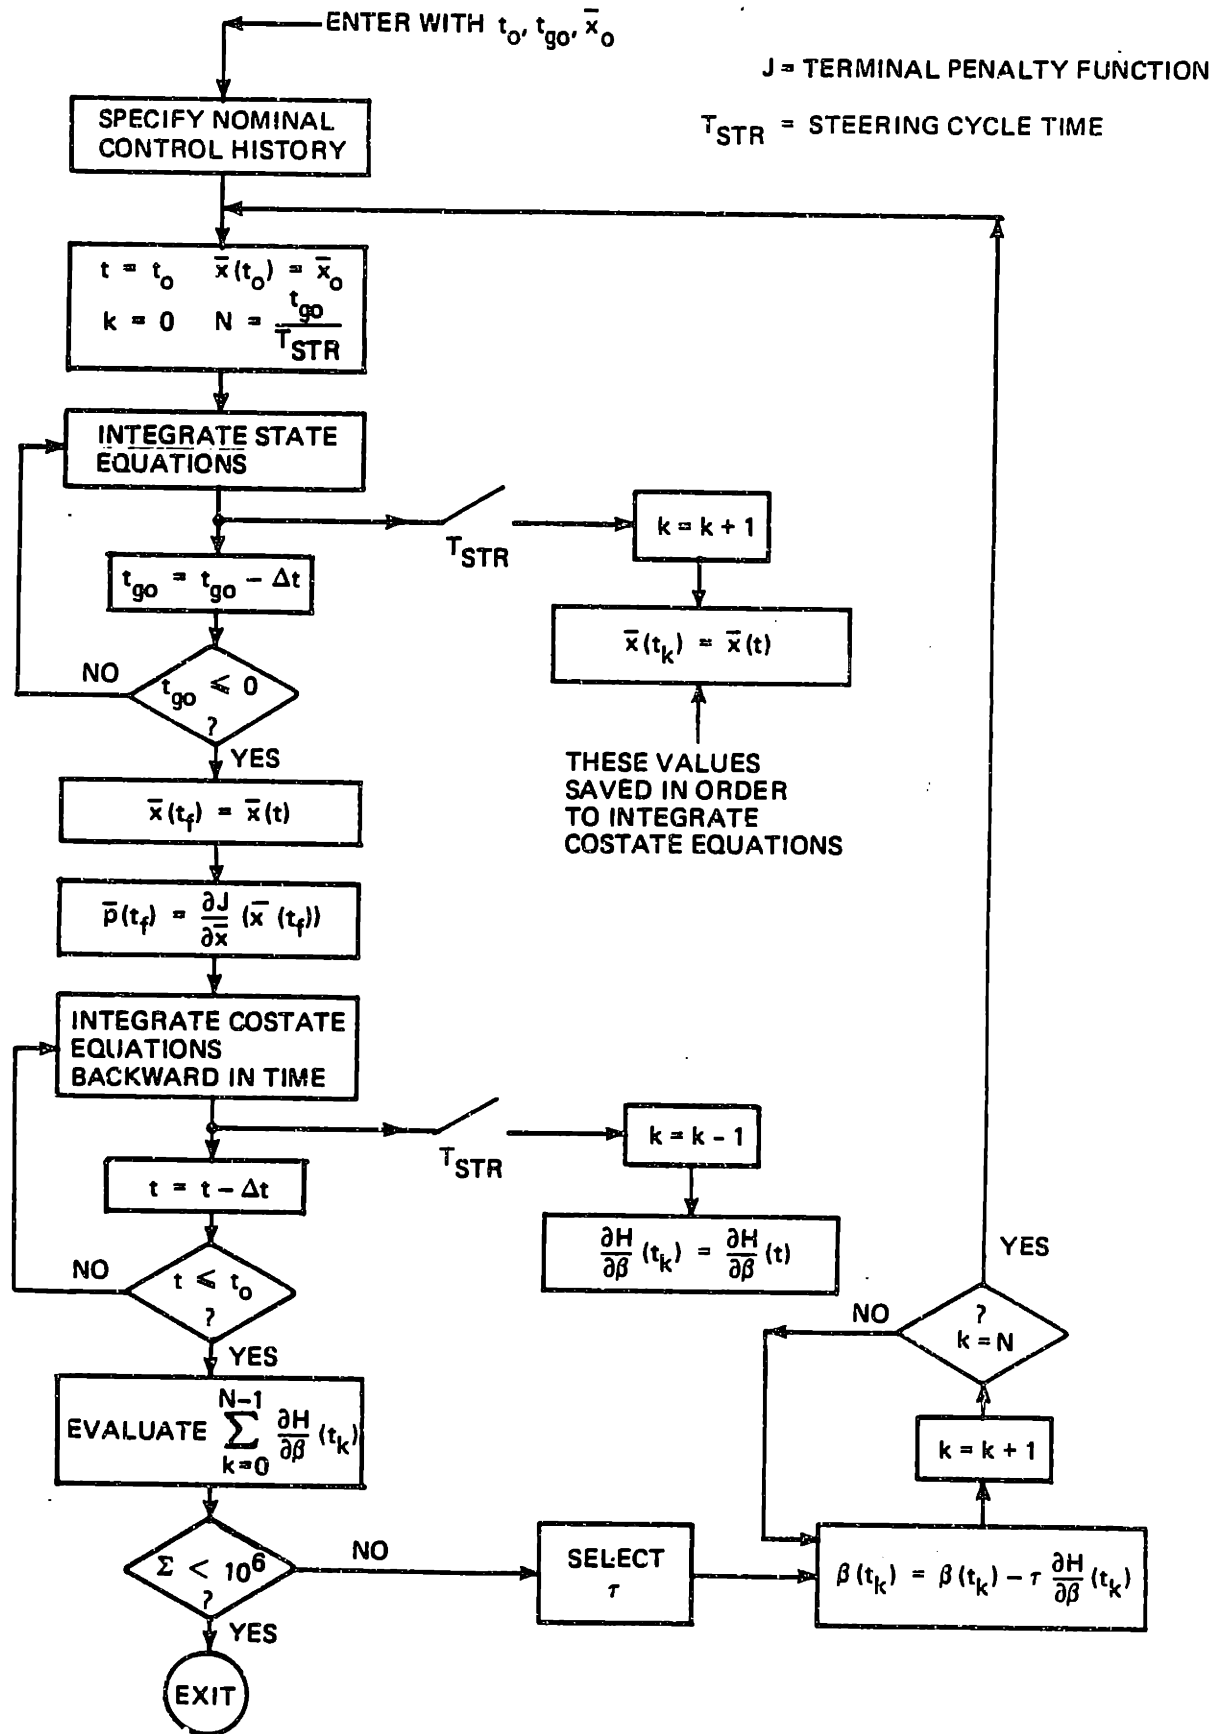 ENTER WITH t_o, t_go, x̄_o
J = TERMINAL PENALTY FUNCTION
T_STR = STEERING CYCLE TIME
SPECIFY NOMINAL
CONTROL HISTORY
t = t_o x̄(t_o) = x̄_o
k = 0 N = t_go / T_STR
INTEGRATE STATE
EQUATIONS
T_STR
k = k + 1
t_go = t_go − Δt
x̄(t_k) = x̄(t)
NO
t_go ≤ 0
?
YES
THESE VALUES
SAVED IN ORDER
TO INTEGRATE
COSTATE EQUATIONS
x̄(t_f) = x̄(t)
p̄(t_f) = ∂J/∂x̄ (x̄ (t_f))
INTEGRATE COSTATE
EQUATIONS
BACKWARD IN TIME
T_STR
k = k − 1
t = t − Δt
∂H/∂β (t_k) = ∂H/∂β (t)
NO
t ≤ t_o
?
YES
EVALUATE Σ_{k=0}^{N−1} ∂H/∂β (t_k)
Σ < 10⁶
?
NO
YES
EXIT
SELECT
τ
β(t_k) = β(t_k) − τ ∂H/∂β (t_k)
k = k + 1
?
k = N
NO
YES